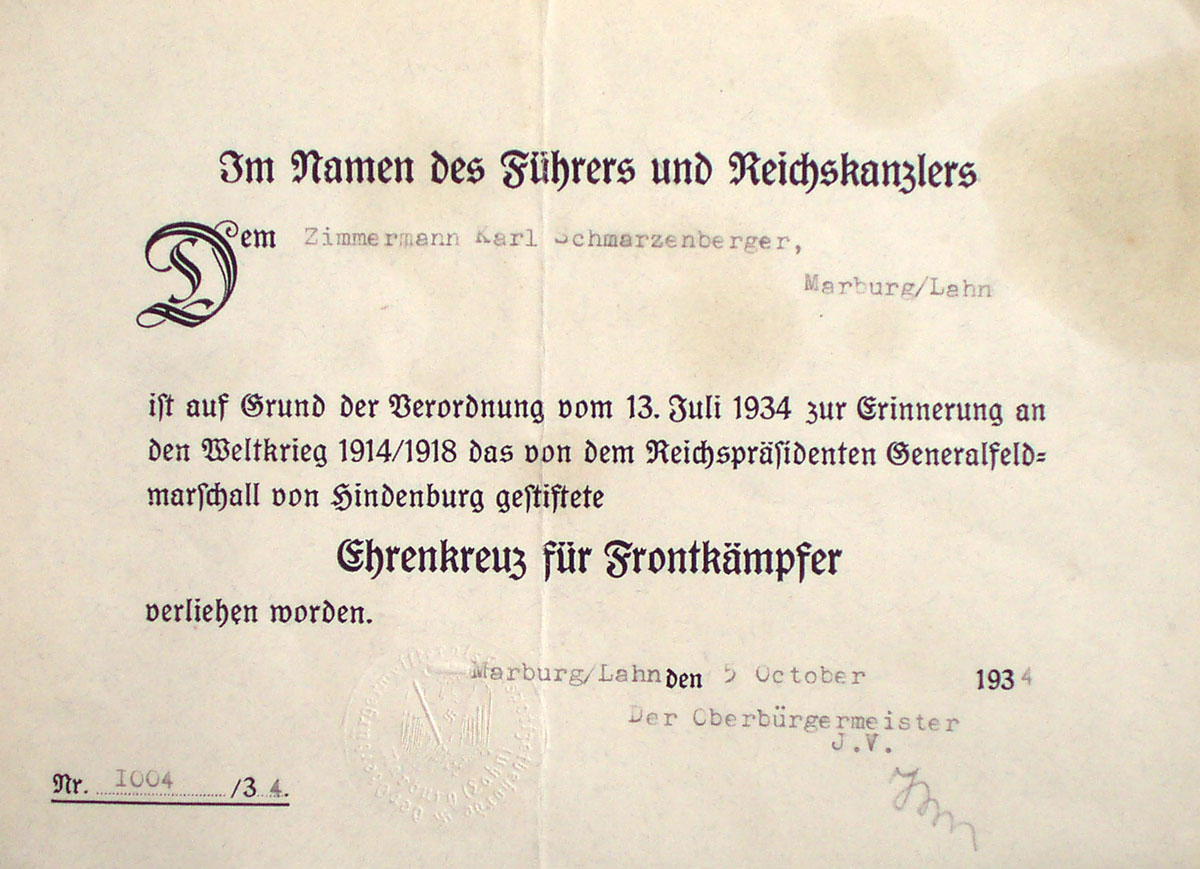 Im Namen des Führers und Reichskanzlers
Dem Zimmermann Karl Schmarzenberger,
Marburg/Lahn
ist auf Grund der Verordnung vom 13. Juli 1934 zur Erinnerung an
den Weltkrieg 1914/1918 das von dem Reichspräsidenten Generalfeld=
marschall von Hindenburg gestiftete
Ehrenkreuz für Frontkämpfer
verliehen worden.
Marburg/Lahn den 5 October 1934
Der Oberbürgermeister
J.V.
Nr. I004 /34.